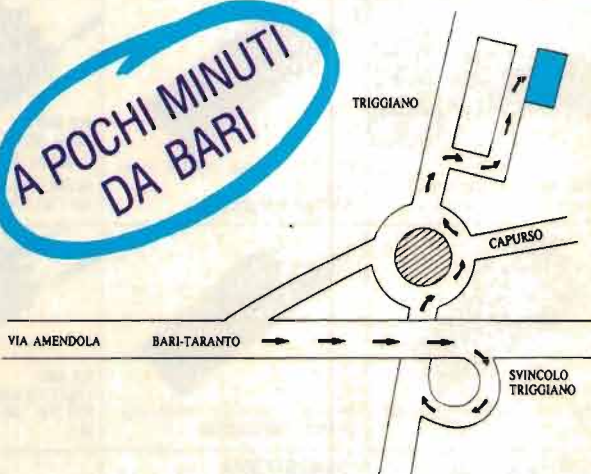 A POCHI MINUTI
DA BARI
TRIGGIANO
CAPURSO
VIA AMENDOLA
BARI-TARANTO
SVINCOLO
TRIGGIANO